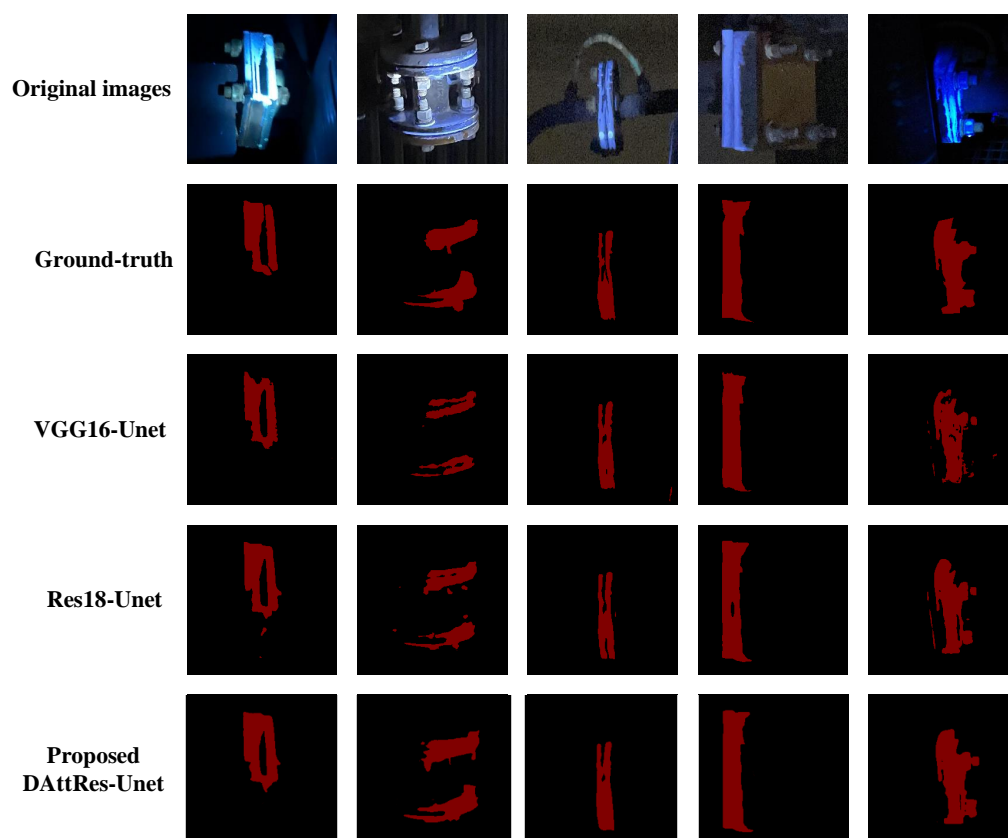 Original images
Ground-truth
VGG16-Unet
Res18-Unet
Proposed
DAttRes-Unet